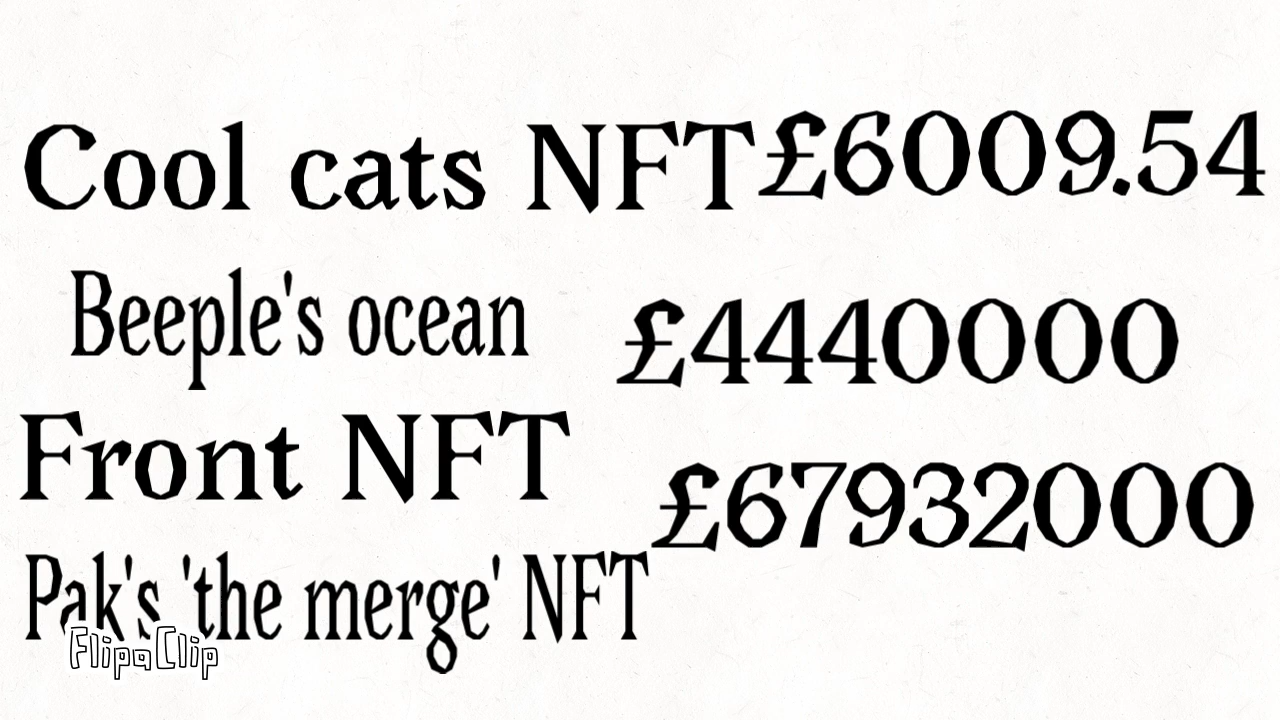 Cool cats NFT £6009.54
Beeple's ocean £4440000
Front NFT
£67932000
Pak's 'the merge' NFT
FlipaClip